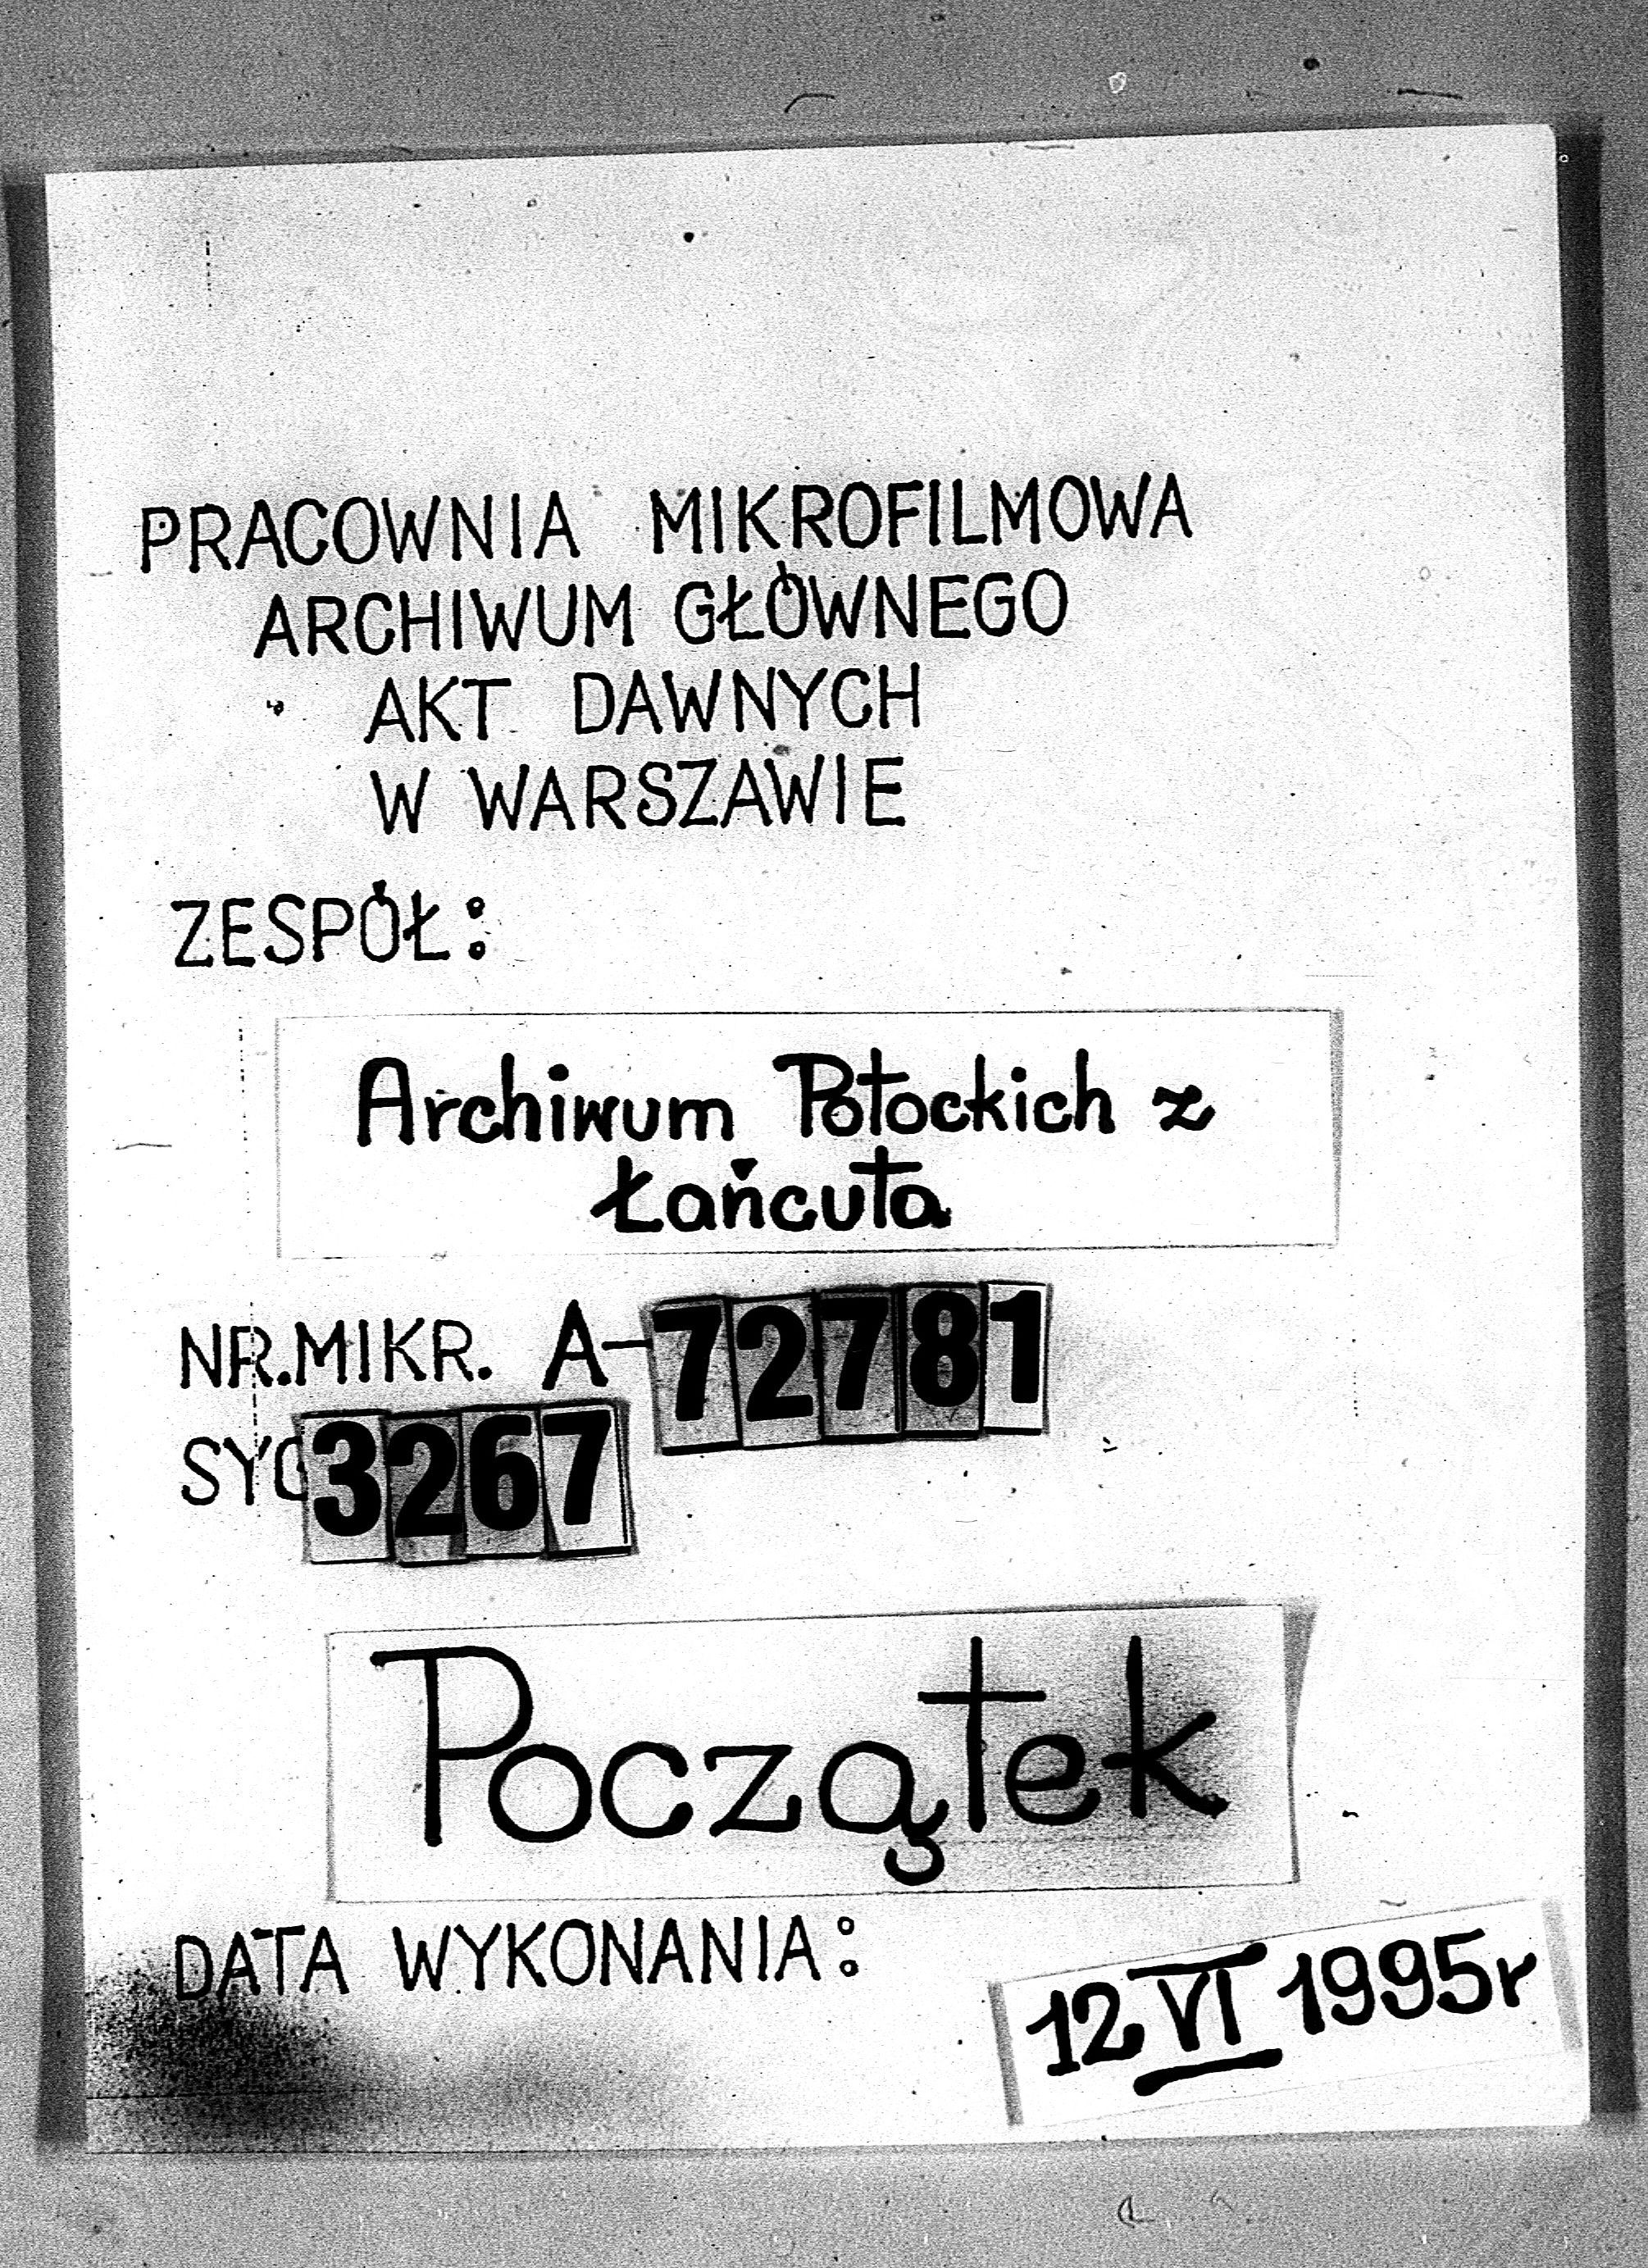 PRACOWNIA MIKROFILMOWA
ARCHIWUM GŁÓWNEGO
AKT DAWNYCH
W WARSZAWIE
ZESPÓŁ:
Archiwum Potockich z
Łańcuta
NR.MIKR. A-72781
SYG 3267
Początek
DATA WYKONANIA:
12 VI 1995r